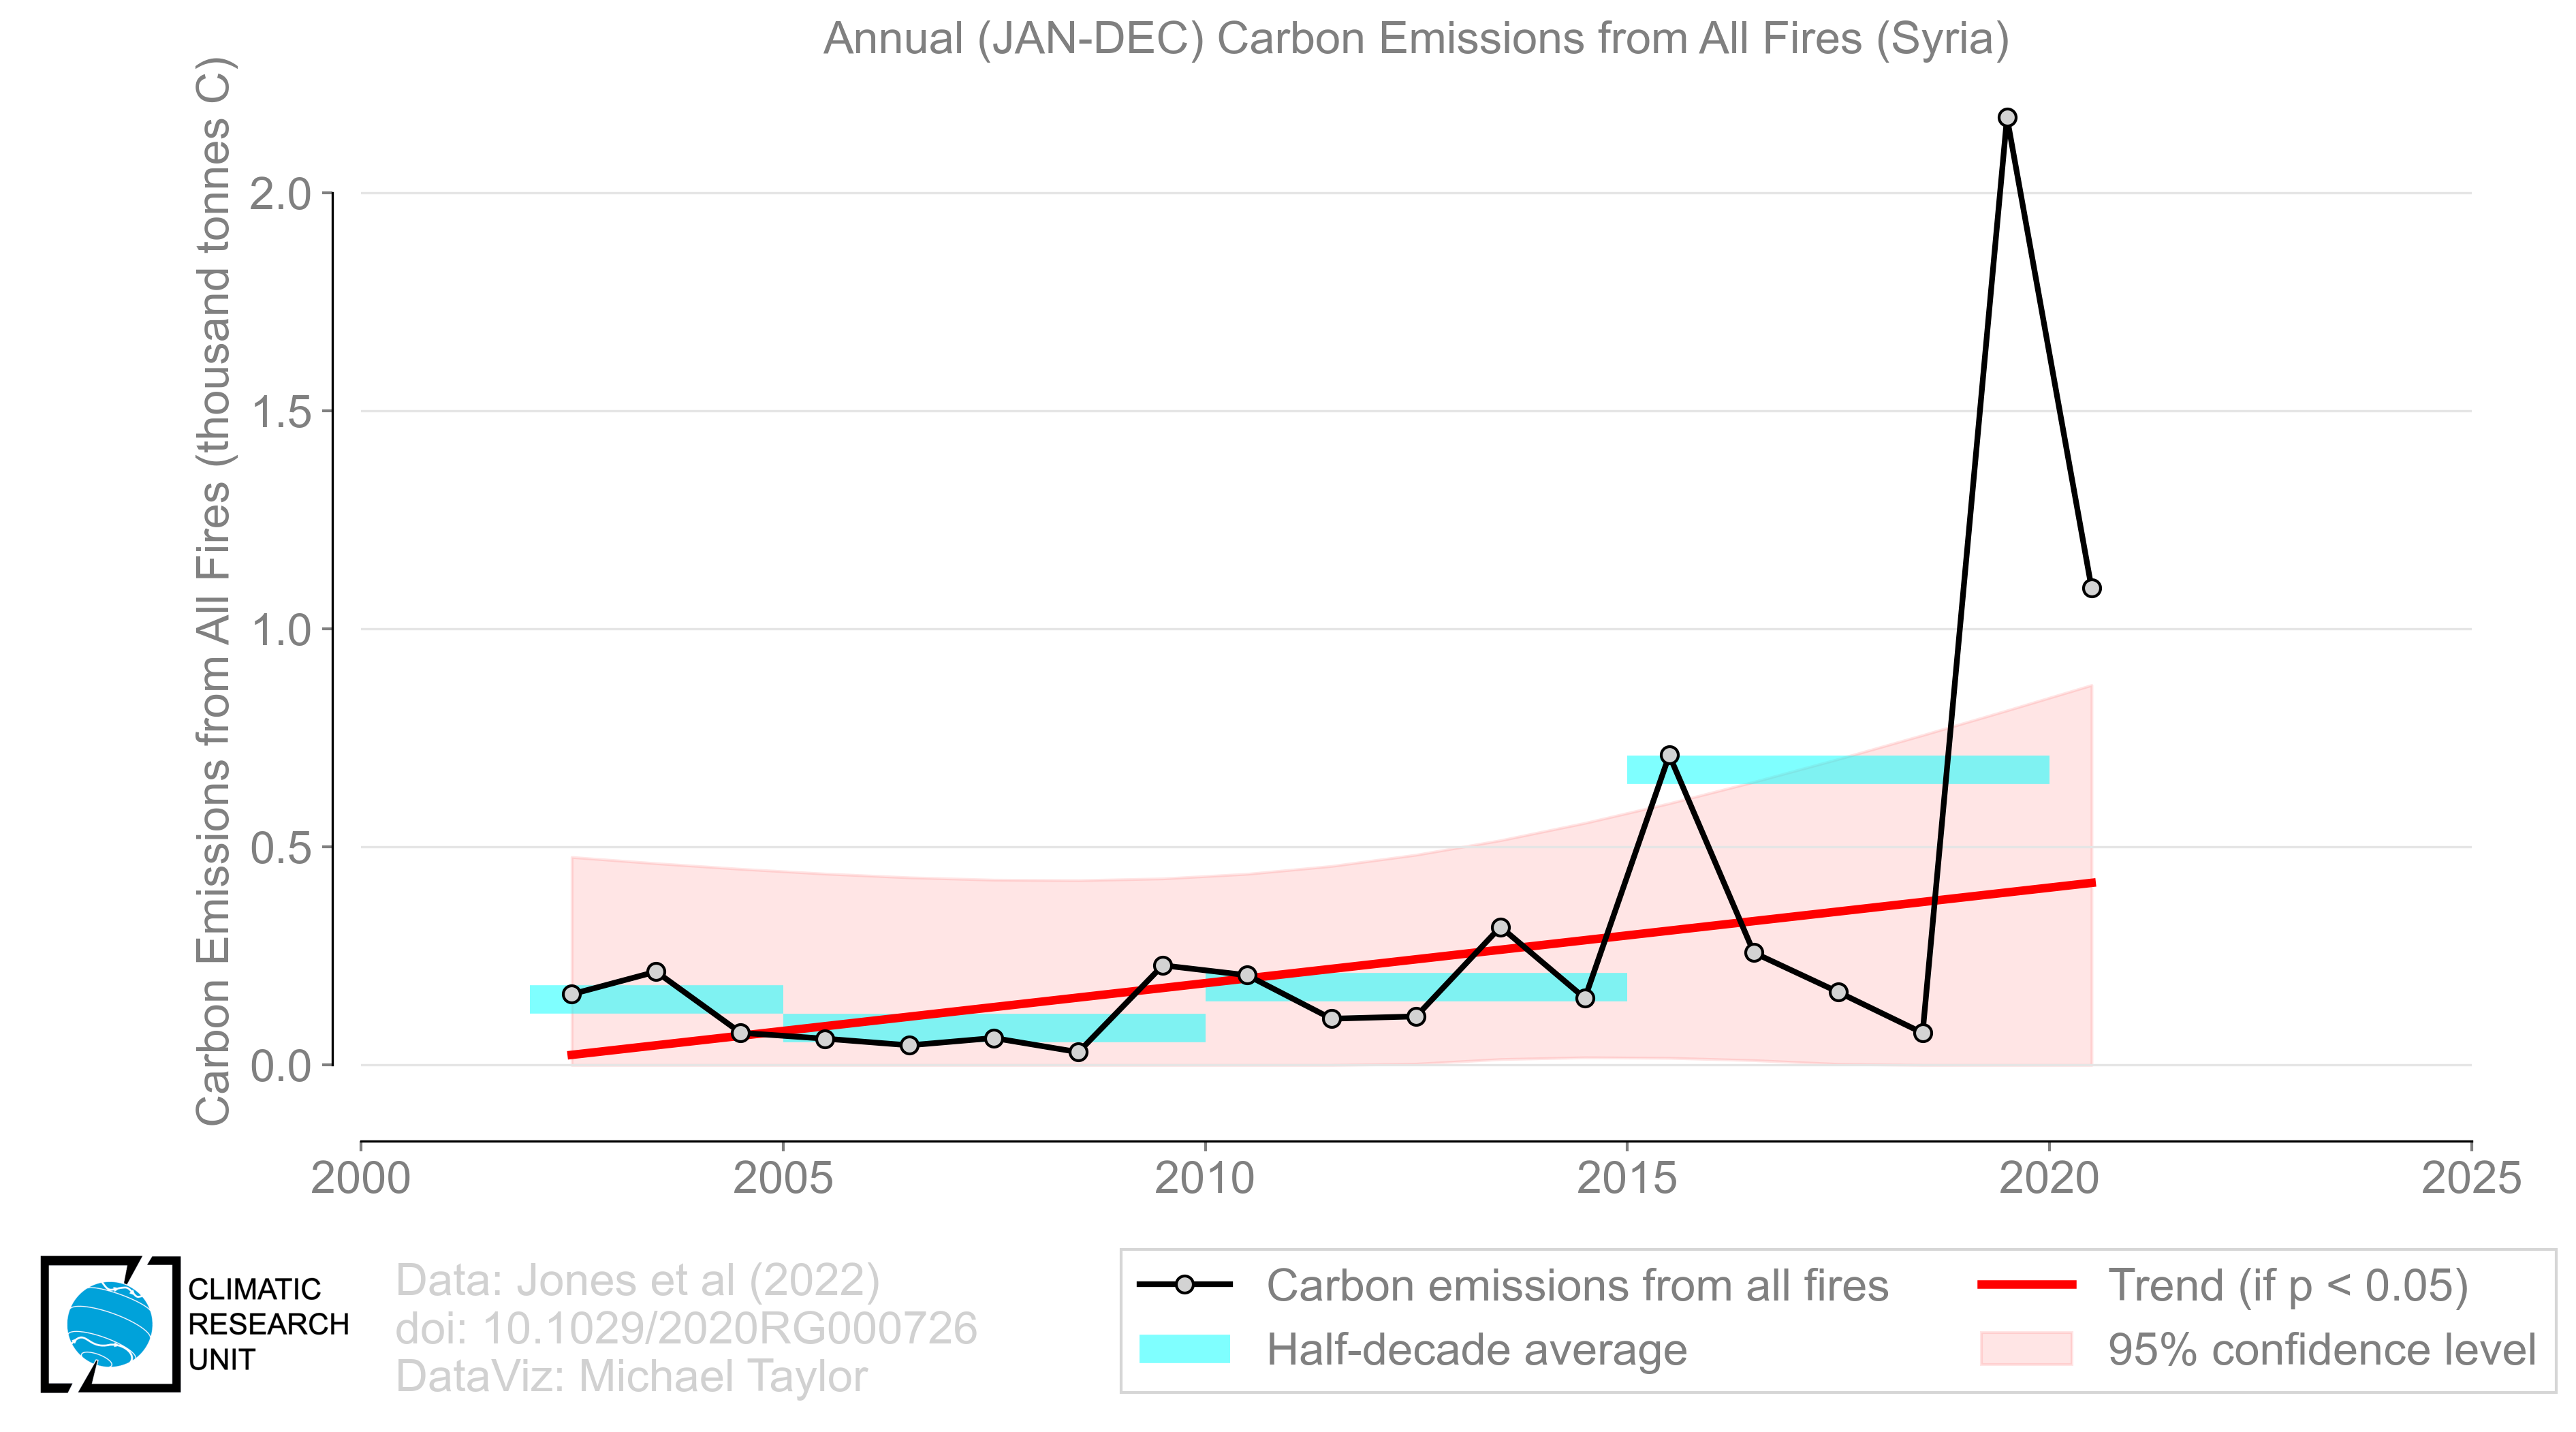 Annual (JAN-DEC) Carbon Emissions from All Fires (Syria)
Carbon Emissions from All Fires (thousand tonnes C)
2.0
1.5
1.0
0.5
0.0
2000 2005 2010 2015 2020 2025
CLIMATIC
RESEARCH
UNIT
Data: Jones et al (2022)
doi: 10.1029/2020RG000726
DataViz: Michael Taylor
Carbon emissions from all fires
Half-decade average
Trend (if p < 0.05)
95% confidence level